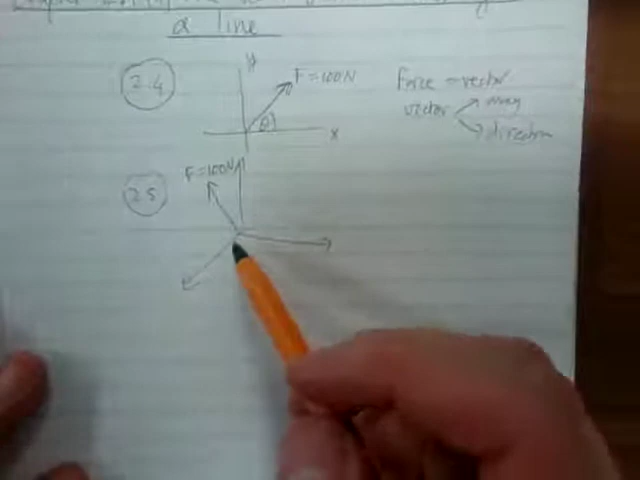 a line
2.4
y
F=100N
θ
x
Force = vector
vector
mag
direction
2.5
F=100N